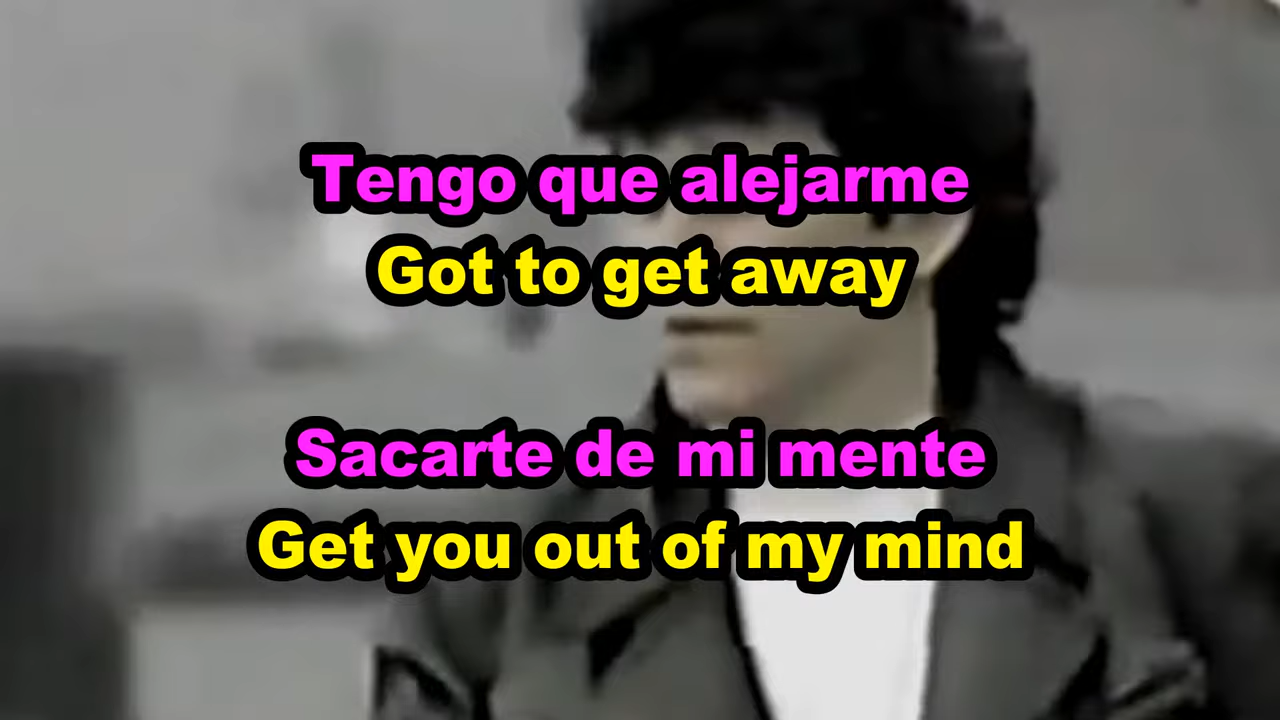 Tengo que alejarme
Got to get away
Sacarte de mi mente
Get you out of my mind